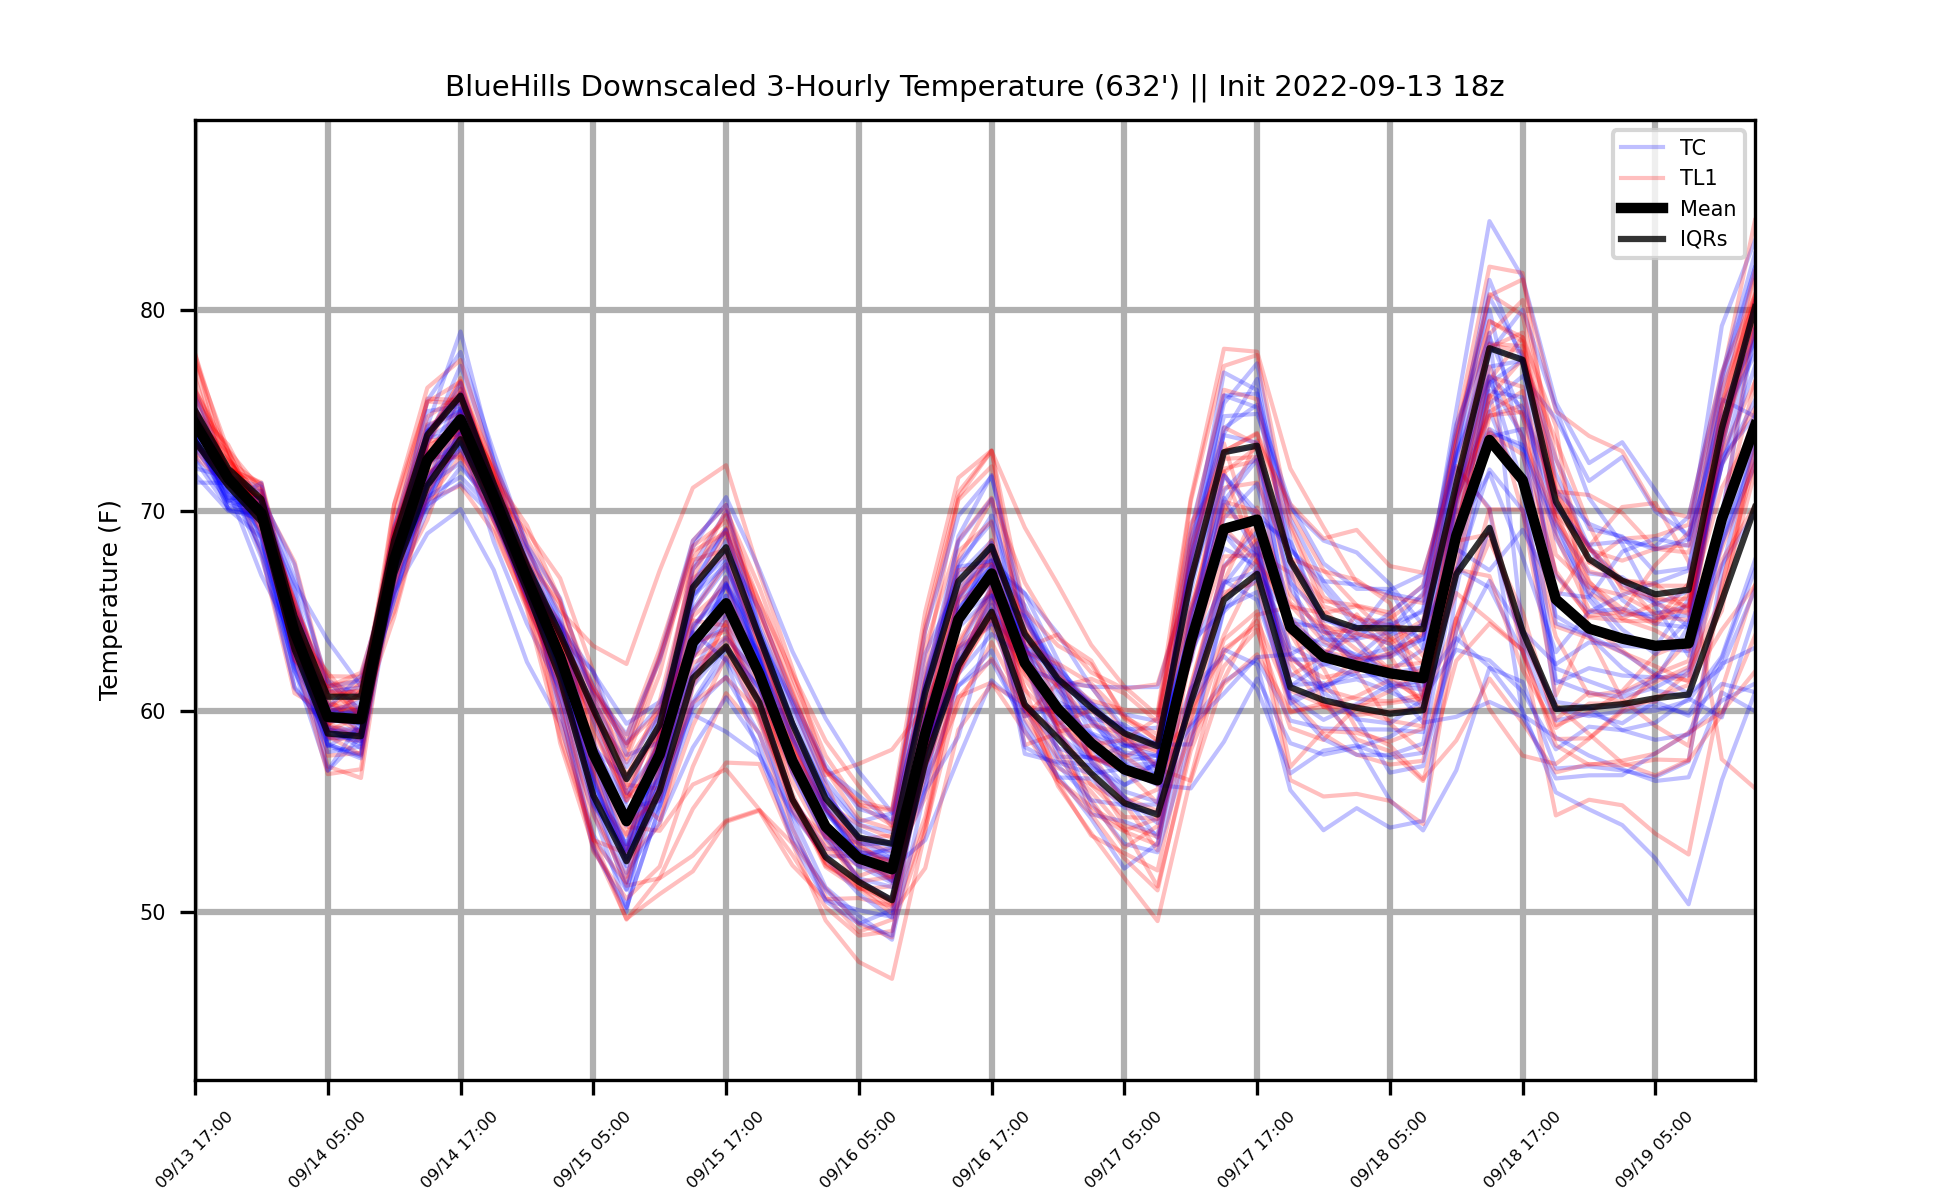 BlueHills Downscaled 3-Hourly Temperature (632') || Init 2022-09-13 18z
TC
TL1
Mean
IQRs
Temperature (F)
80
70
60
50
09/13 17:00
09/14 05:00
09/14 17:00
09/15 05:00
09/15 17:00
09/16 05:00
09/16 17:00
09/17 05:00
09/17 17:00
09/18 05:00
09/18 17:00
09/19 05:00